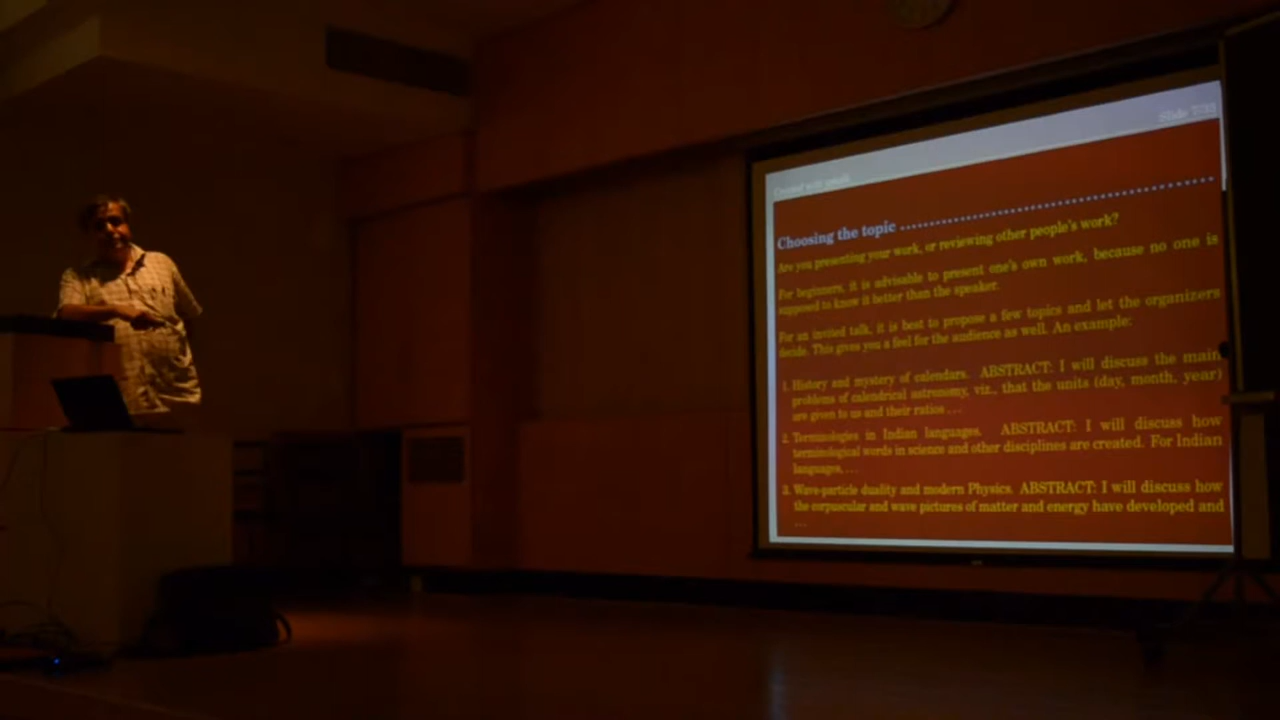 Slide 7/33
Created with
Choosing the topic ........................................
Are you presenting your work, or reviewing other people's work?
For beginners, it is advisable to present one's own work, because no one is
supposed to know it better than the speaker.
For an invited talk, it is best to propose a few topics and let the organizers
decide. This gives you a feel for the audience as well. An example:
1. History and mystery of calendars. ABSTRACT: I will discuss the main
problems of calendrical astronomy, viz., that the units (day, month, year)
are given to us and their ratios ...
2. Terminologies in Indian languages. ABSTRACT: I will discuss how
terminological words in science and other disciplines are created. For Indian
languages, ...
3. Wave-particle duality and modern Physics. ABSTRACT: I will discuss how
the corpuscular and wave pictures of matter and energy have developed and
...